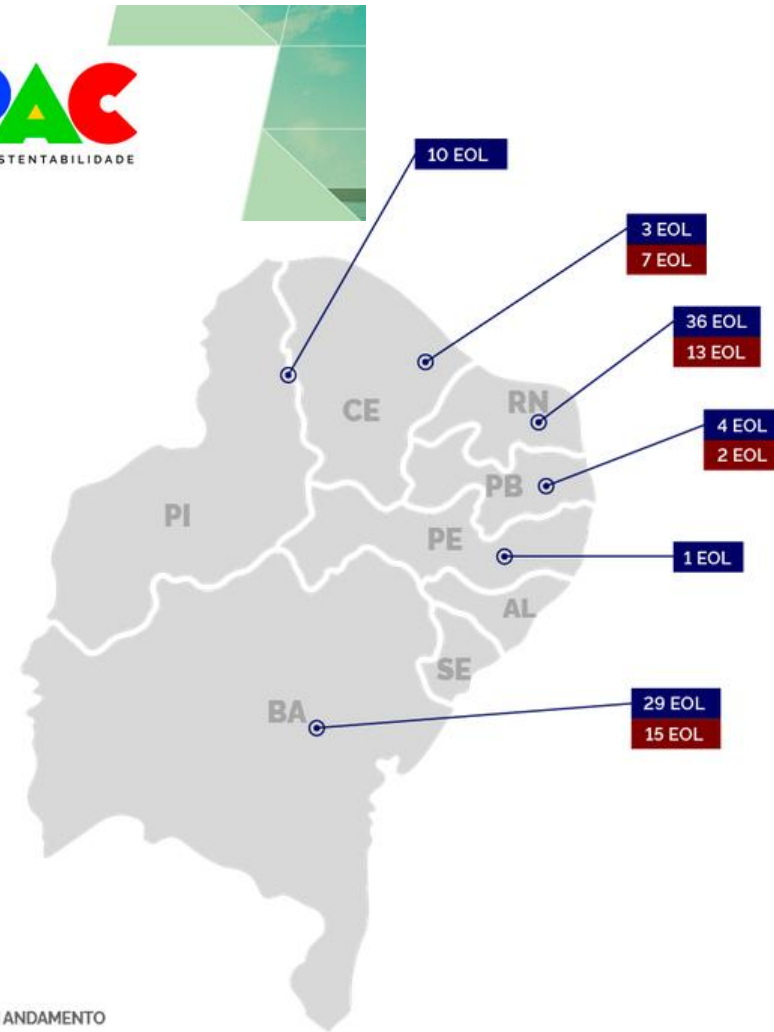 PAC
STENTABILIDADE
10 EOL
3 EOL
7 EOL
36 EOL
13 EOL
CE
RN
4 EOL
2 EOL
PB
PI
PE
1 EOL
AL
SE
29 EOL
BA
15 EOL
ANDAMENTO